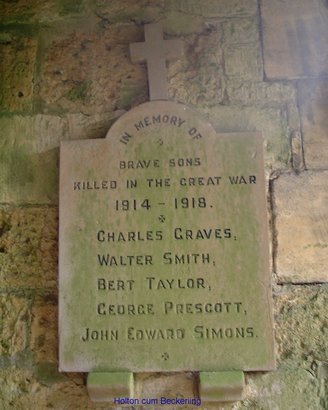 IN MEMORY OF
BRAVE SONS
KILLED IN THE GREAT WAR
1914 - 1918.
CHARLES GRAVES,
WALTER SMITH,
BERT TAYLOR,
GEORGE PRESCOTT,
JOHN EDWARD SIMONS.
Holton cum Beckering